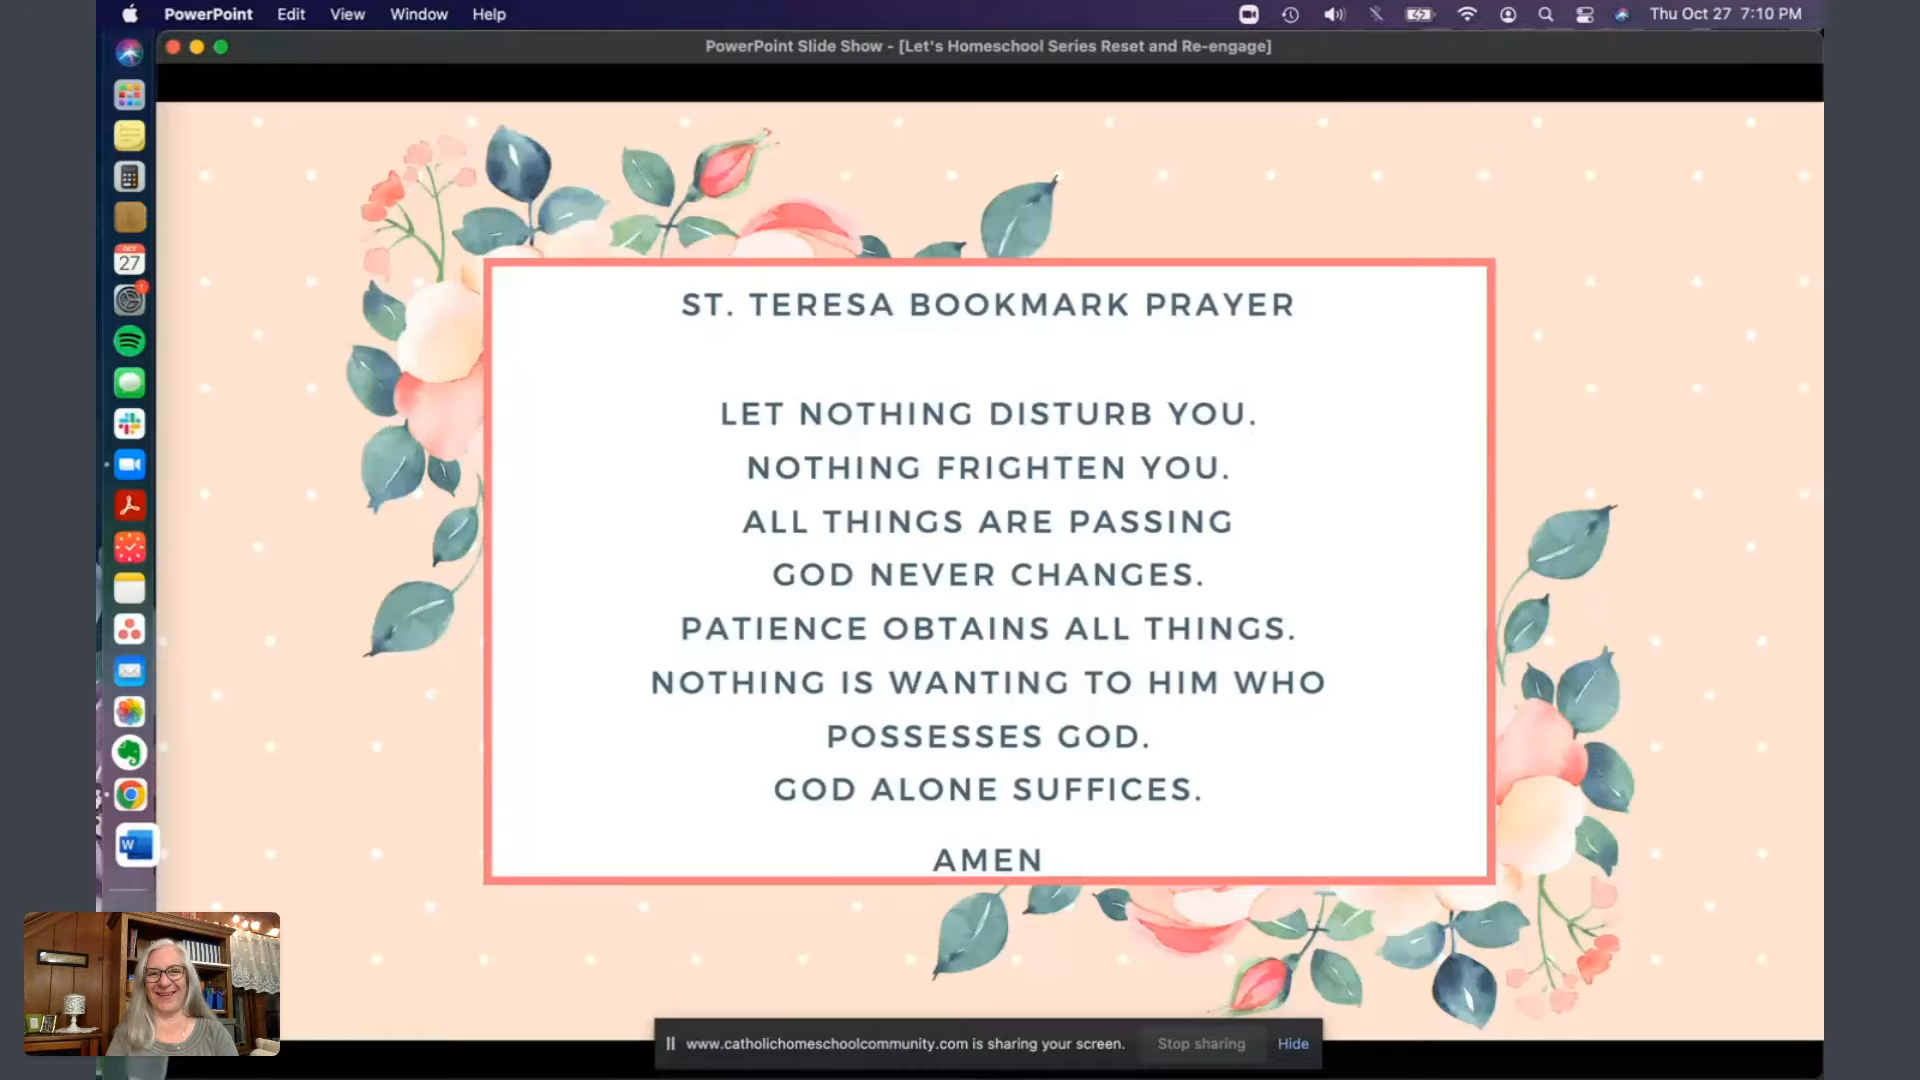 PowerPoint Edit View Window Help Thu Oct 27 7:10 PM
PowerPoint Slide Show - [Let's Homeschool Series Reset and Re-engage]
OCT
27
1
ST. TERESA BOOKMARK PRAYER
LET NOTHING DISTURB YOU.
NOTHING FRIGHTEN YOU.
ALL THINGS ARE PASSING
GOD NEVER CHANGES.
PATIENCE OBTAINS ALL THINGS.
NOTHING IS WANTING TO HIM WHO
POSSESSES GOD.
GOD ALONE SUFFICES.
AMEN
W
www.catholichomeschoolcommunity.com is sharing your screen. Stop sharing Hide